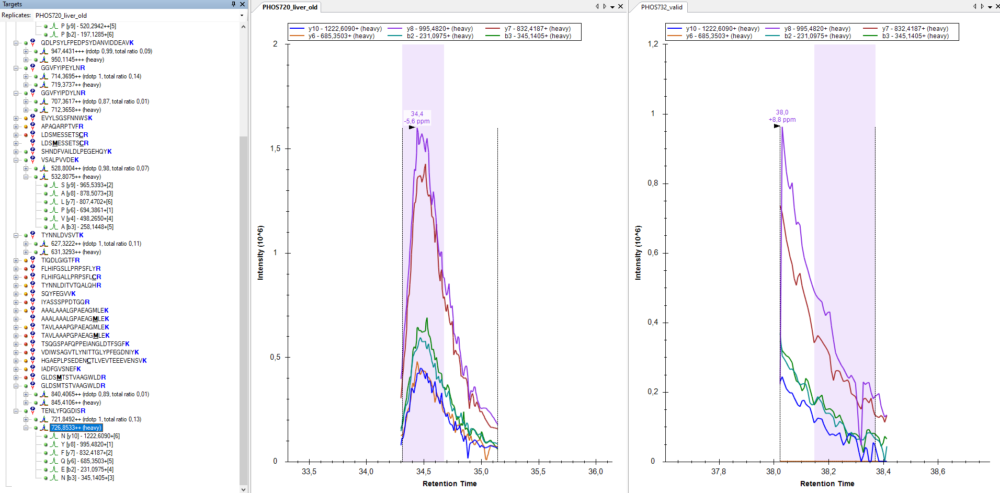 Targets
Replicates: PHOS720_liver_old
P [y9] - 520,2942++[5]
P [b2] - 197,1285+[6]
QDLPSYLFPEDPSYDANVIDDEAVK
947,4431+++ (rdotp 0,99, total ratio 0,09)
950,1145+++ (heavy)
GGVFYIPEYLNR
714,3695++ (rdotp 1, total ratio 0,14)
719,3737++ (heavy)
GGVFYIPDYLNR
707,3617++ (rdotp 0,87, total ratio 0,01)
712,3658++ (heavy)
EVYLSGSFNNWSK
APAQARPTVFR
LDSMESSETSCR
LDSMESSETSCR
SHNDFVAILDLPEGEHQYK
VSALPVVDEK
528,8004++ (rdotp 0,98, total ratio 0,07)
532,8075++ (heavy)
S [y9] - 965,5393+[2]
A [y8] - 878,5073+[3]
L [y7] - 807,4702+[6]
P [y6] - 694,3861+[1]
V [y4] - 498,2650+[4]
A [b3] - 258,1448+[5]
TYNNLDVSVTK
627,3222++ (rdotp 1, total ratio 0,11)
631,3293++ (heavy)
TIQDLGIGTFR
FLHIFGSLLPRPSFLYR
FLHIFGALLPRPSFLCR
TYNNLDITVTQALQHR
SQYFEGVVK
IYASSSPPDTGQR
AAALAAALGPAEAGMLEK
AAALAAALGPAEAGMLEK
TAVLAAAPGPAEAGMLEK
TAVLAAAPGPAEAGMLEK
TSQGSPAFQPPEIANGLDTFSGFK
VDIWSAGVTLYNITTGLYPFEGDNIYK
HGAEPLPSEDENCTLVEVTEEEVENSVK
IADFGVSNEFK
GLDSMTSTVAAGWLDR
GLDSMTSTVAAGWLDR
840,4065++ (rdotp 0,89, total ratio 0,01)
845,4106++ (heavy)
TENLYFQGDISR
721,8492++ (rdotp 1, total ratio 0,13)
726,8533++ (heavy)
N [y10] - 1222,6090+[6]
Y [y8] - 995,4820+[1]
F [y7] - 832,4187+[2]
Q [y6] - 685,3503+[5]
E [b2] - 231,0975+[4]
N [b3] - 345,1405+[3]
PHOS720_liver_old
y10 - 1222,6090+ (heavy) y8 - 995,4820+ (heavy) y7 - 832,4187+ (heavy)
y6 - 685,3503+ (heavy) b2 - 231,0975+ (heavy) b3 - 345,1405+ (heavy)
2
1,5
1
0,5
0
Intensity (10^6)
34,4
-5,6 ppm
33,5 34,0 34,5 35,0 35,5 36,0
Retention Time
PHOS732_valid
y10 - 1222,6090+ (heavy) y8 - 995,4820+ (heavy) y7 - 832,4187+ (heavy)
y6 - 685,3503+ (heavy) b2 - 231,0975+ (heavy) b3 - 345,1405+ (heavy)
1,2
1
0,8
0,6
0,4
0,2
0
Intensity (10^6)
38,0
+8,8 ppm
37,8 38,0 38,2 38,4 38,6
Retention Time